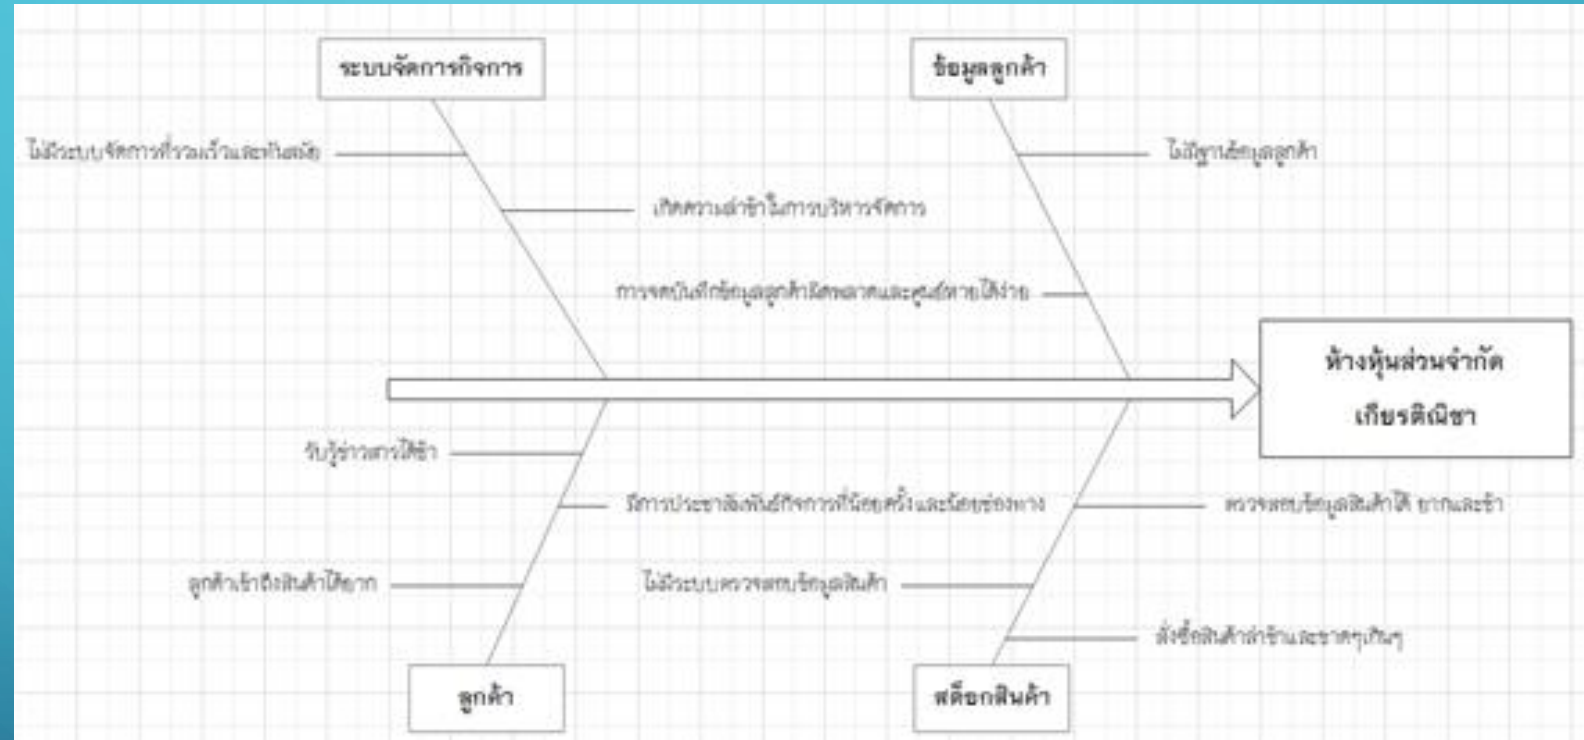 ระบบจัดการกิจการ
ข้อมูลลูกค้า
ไม่มีระบบจัดการที่รวมเร็วและทันสมัย
ไม่มีฐานข้อมูลลูกค้า
เกิดความล่าช้าในการบริหารจัดการ
การจดบันทึกข้อมูลลูกค้าผิดพลาดและศูนย์หายได้ง่าย
ห้างหุ้นส่วนจำกัด
เกียรติณิชา
รับรู้ข่าวสารได้ช้า
มีการประชาสัมพันธ์กิจการที่น้อยครั้งและน้อยช่องทาง
ตรวจสอบข้อมูลสินค้าได้ ยากและช้า
ลูกค้าเข้าถึงสินค้าได้ยาก
ไม่มีระบบตรวจสอบข้อมูลสินค้า
สั่งซื้อสินค้าล่าช้าและขาดๆเกินๆ
ลูกค้า
สต็อกสินค้า